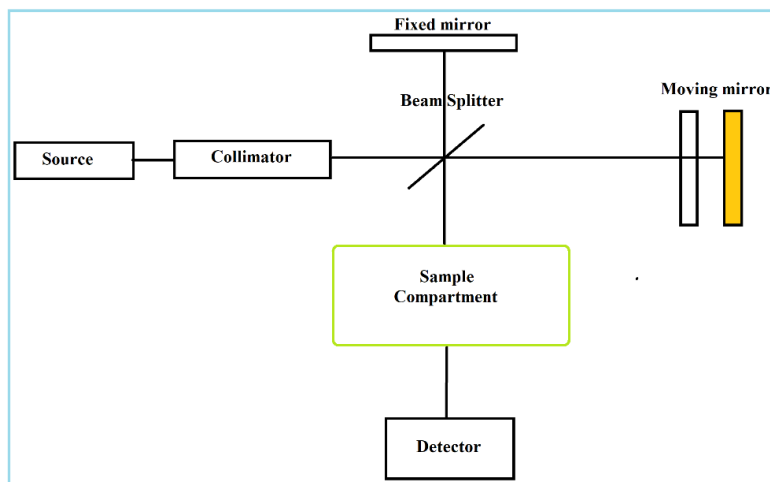 Fixed mirror
Moving mirror
Beam Splitter
Source
Collimator
Sample
Compartment
Detector